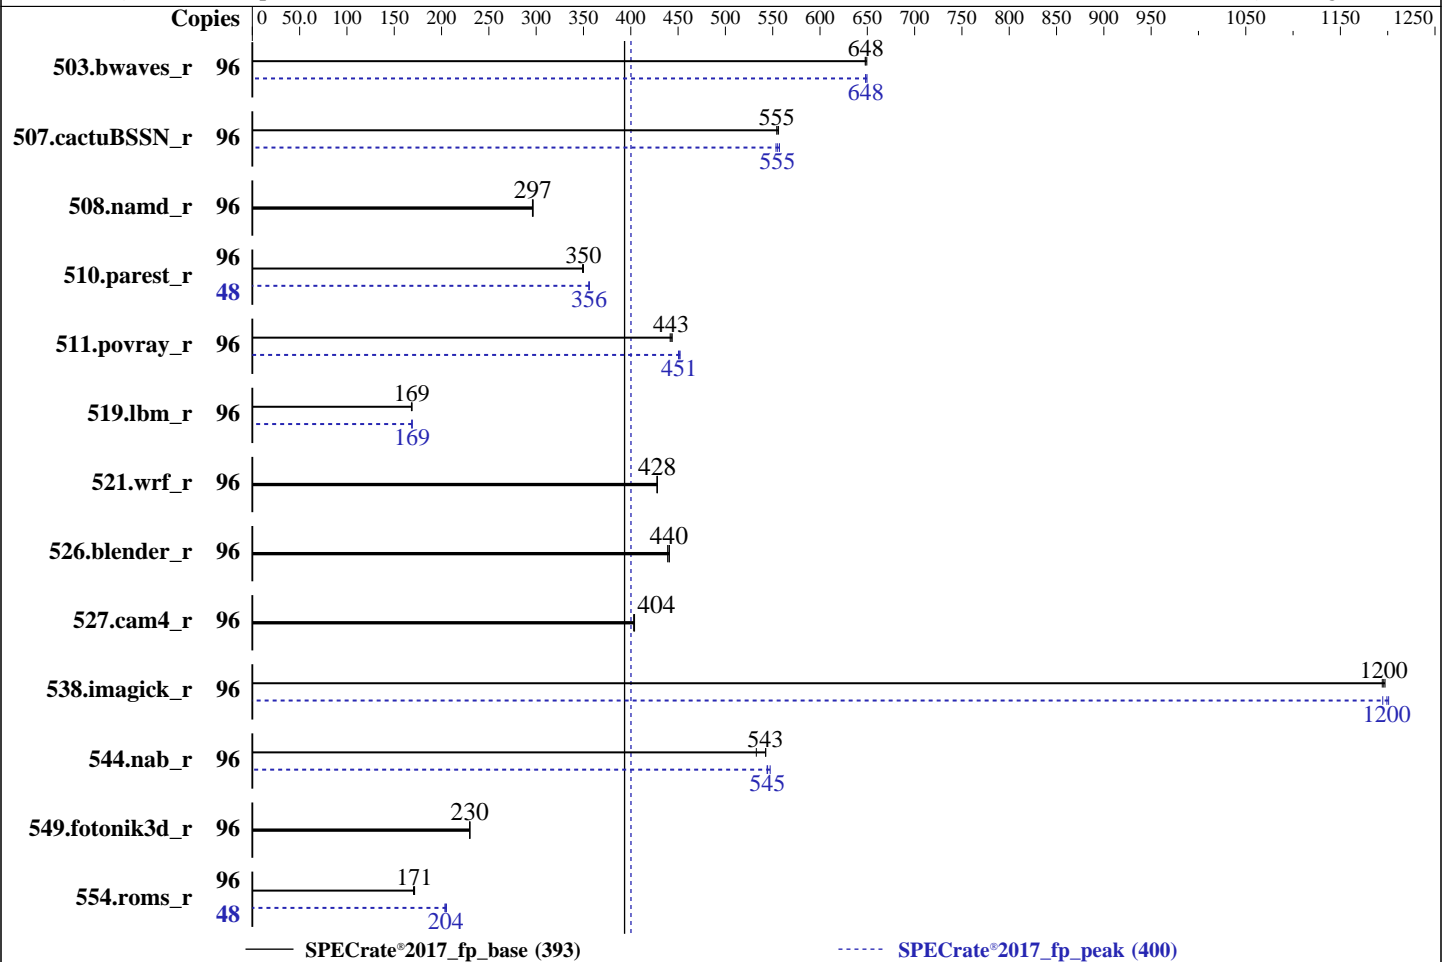 Copies 0 50.0 100 150 200 250 300 350 400 450 500 550 600 650 700 750 800 850 900 950 1050 1150 1250
503.bwaves_r 96 648
648
507.cactuBSSN_r 96 555
555
508.namd_r 96 297
510.parest_r 96 350
48 356
511.povray_r 96 443
451
519.lbm_r 96 169
169
521.wrf_r 96 428
526.blender_r 96 440
527.cam4_r 96 404
538.imagick_r 96 1200
1200
544.nab_r 96 543
545
549.fotonik3d_r 96 230
554.roms_r 96 171
48 204
SPECrate®2017_fp_base (393) SPECrate®2017_fp_peak (400)